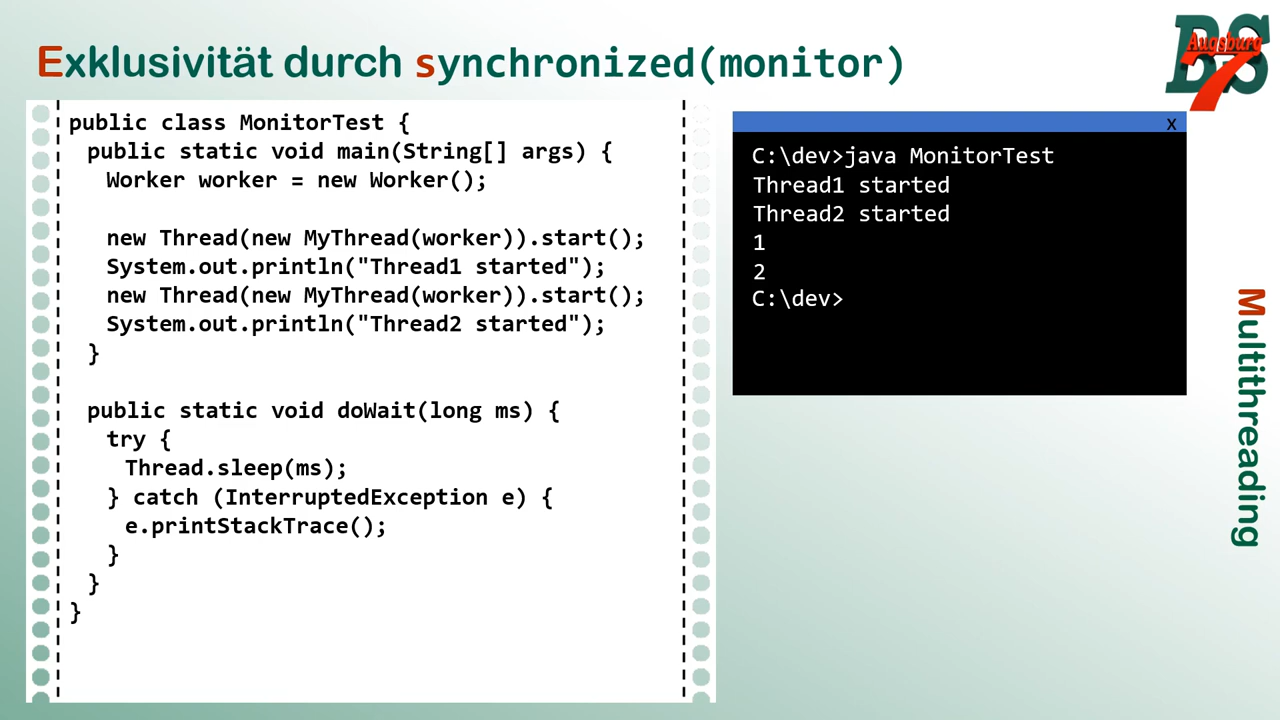 Exklusivität durch synchronized(monitor)
BS
Augsburg
7
public class MonitorTest {
public static void main(String[] args) {
Worker worker = new Worker();
new Thread(new MyThread(worker)).start();
System.out.println("Thread1 started");
new Thread(new MyThread(worker)).start();
System.out.println("Thread2 started");
}
public static void doWait(long ms) {
try {
Thread.sleep(ms);
} catch (InterruptedException e) {
e.printStackTrace();
}
}
}
X
C:\dev>java MonitorTest
Thread1 started
Thread2 started
1
2
C:\dev>
Multithreading